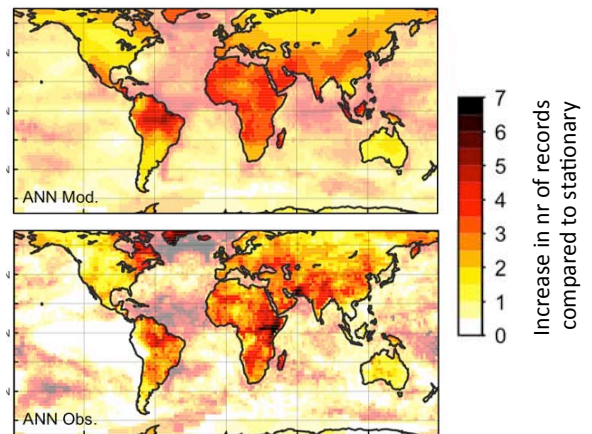 ANN Mod.
ANN Obs.
7
6
5
4
3
2
1
0
Increase in nr of records
compared to stationary